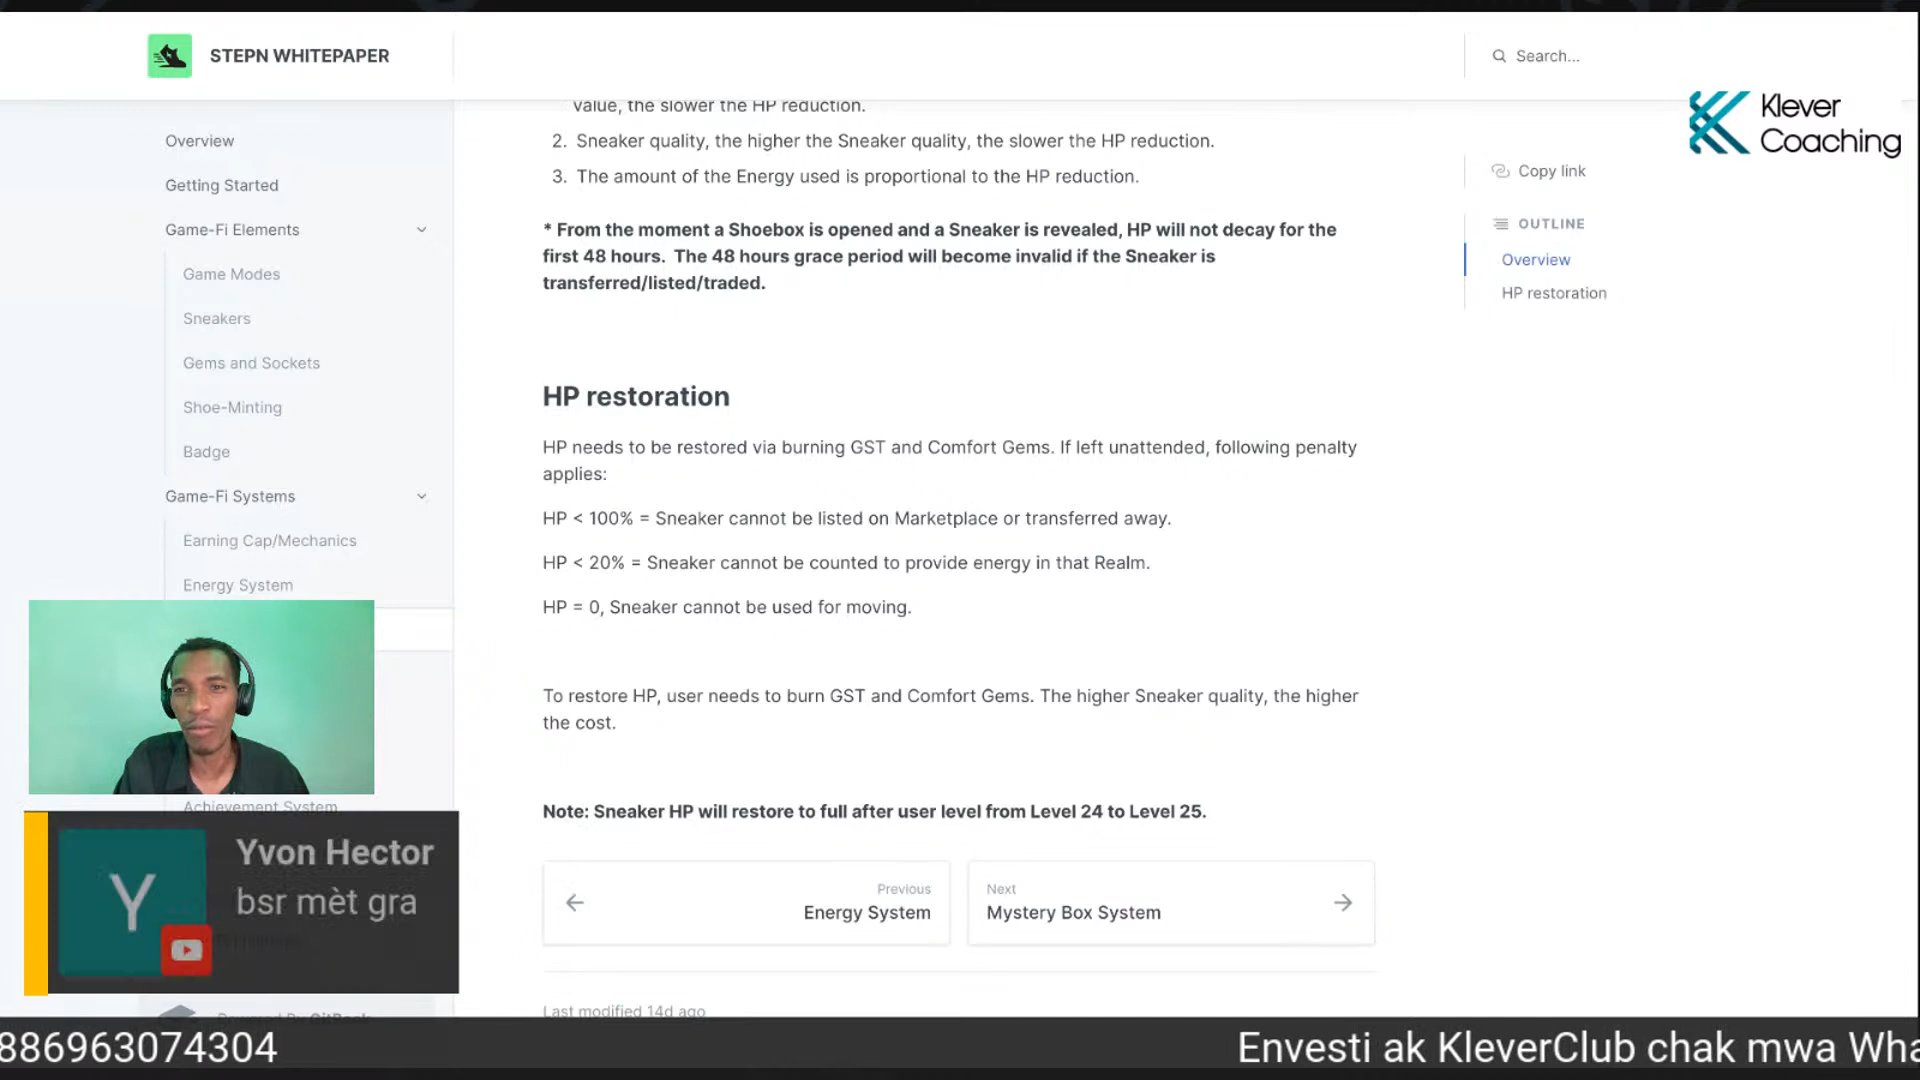 STEPN WHITEPAPER
Search...
Klever
Coaching
Overview
Getting Started
Game-Fi Elements
Game Modes
Sneakers
Gems and Sockets
Shoe-Minting
Badge
Game-Fi Systems
Earning Cap/Mechanics
Energy System
Achievement System
value, the slower the HP reduction.
2. Sneaker quality, the higher the Sneaker quality, the slower the HP reduction.
3. The amount of the Energy used is proportional to the HP reduction.
* From the moment a Shoebox is opened and a Sneaker is revealed, HP will not decay for the
first 48 hours. The 48 hours grace period will become invalid if the Sneaker is
transferred/listed/traded.
HP restoration
HP needs to be restored via burning GST and Comfort Gems. If left unattended, following penalty
applies:
HP < 100% = Sneaker cannot be listed on Marketplace or transferred away.
HP < 20% = Sneaker cannot be counted to provide energy in that Realm.
HP = 0, Sneaker cannot be used for moving.
To restore HP, user needs to burn GST and Comfort Gems. The higher Sneaker quality, the higher
the cost.
Note: Sneaker HP will restore to full after user level from Level 24 to Level 25.
Previous
Energy System
Next
Mystery Box System
Last modified 14d ago
Copy link
OUTLINE
Overview
HP restoration
Y
Yvon Hector
bsr mèt gra
Powered By GitBook
886963074304
Envesti ak KleverClub chak mwa Wha